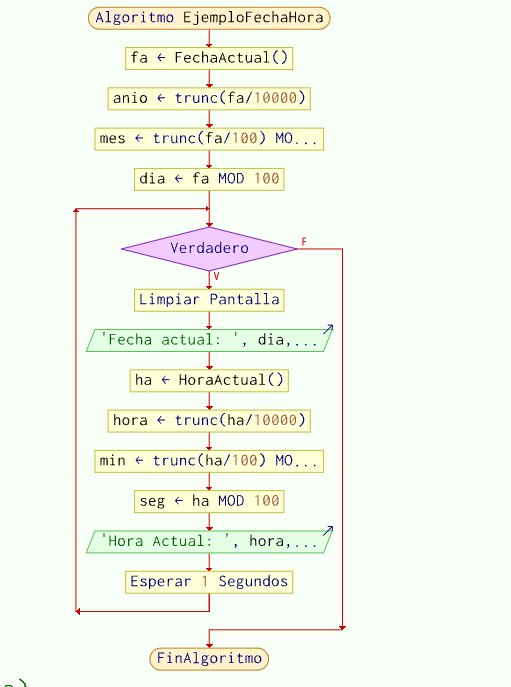 Algoritmo EjemploFechaHora
fa ← FechaActual()
anio ← trunc(fa/10000)
mes ← trunc(fa/100) MO...
dia ← fa MOD 100
Verdadero
F
V
Limpiar Pantalla
'Fecha actual: ', dia,...
ha ← HoraActual()
hora ← trunc(ha/10000)
min ← trunc(ha/100) MO...
seg ← ha MOD 100
'Hora Actual: ', hora,...
Esperar 1 Segundos
FinAlgoritmo